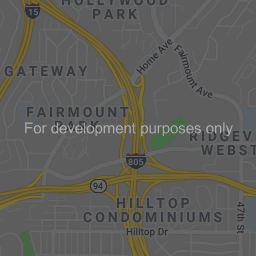 HOLLYWOOD
PARK
15
GATEWAY
Home Ave
Fairmount Ave
FAIRMOUNT
PARK
For development purposes only
RIDGEV
WEBST
805
94
HILLTOP
CONDOMINIUMS
Hilltop Dr
47th St